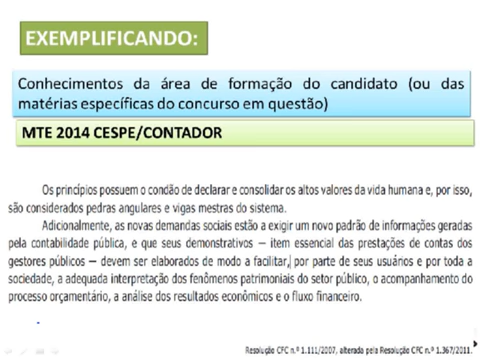 EXEMPLIFICANDO:
Conhecimentos da área de formação do candidato (ou das
matérias específicas do concurso em questão)
MTE 2014 CESPE/CONTADOR
Os princípios possuem o condão de declarar e consolidar os altos valores da vida humana e, por isso,
são considerados pedras angulares e vigas mestras do sistema.
Adicionalmente, as novas demandas sociais estão a exigir um novo padrão de informações geradas
pela contabilidade pública, e que seus demonstrativos — item essencial das prestações de contas dos
gestores públicos — devem ser elaborados de modo a facilitar, por parte de seus usuários e por toda a
sociedade, a adequada interpretação dos fenômenos patrimoniais do setor público, o acompanhamento do
processo orçamentário, a análise dos resultados econômicos e o fluxo financeiro.
Resolução CFC n.º 1.111/2007, alterada pela Resolução CFC n.º 1.367/2011.